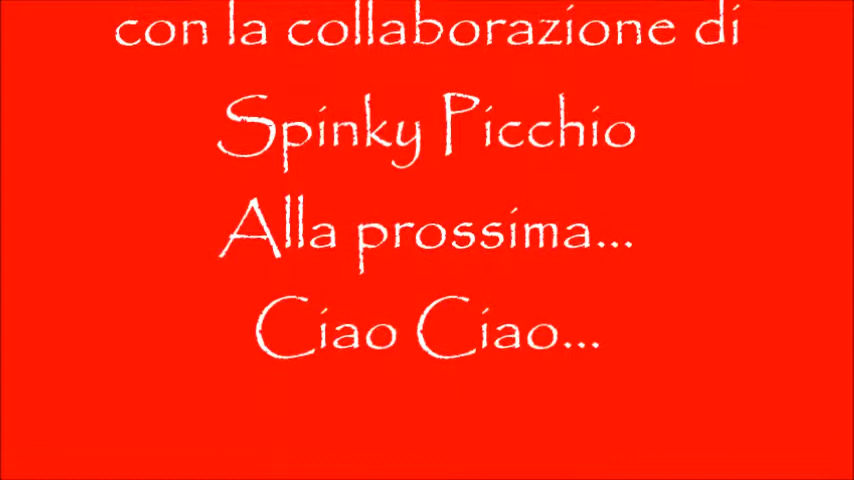 con la collaborazione di
Spinky Picchio
Alla prossima...
Ciao Ciao...